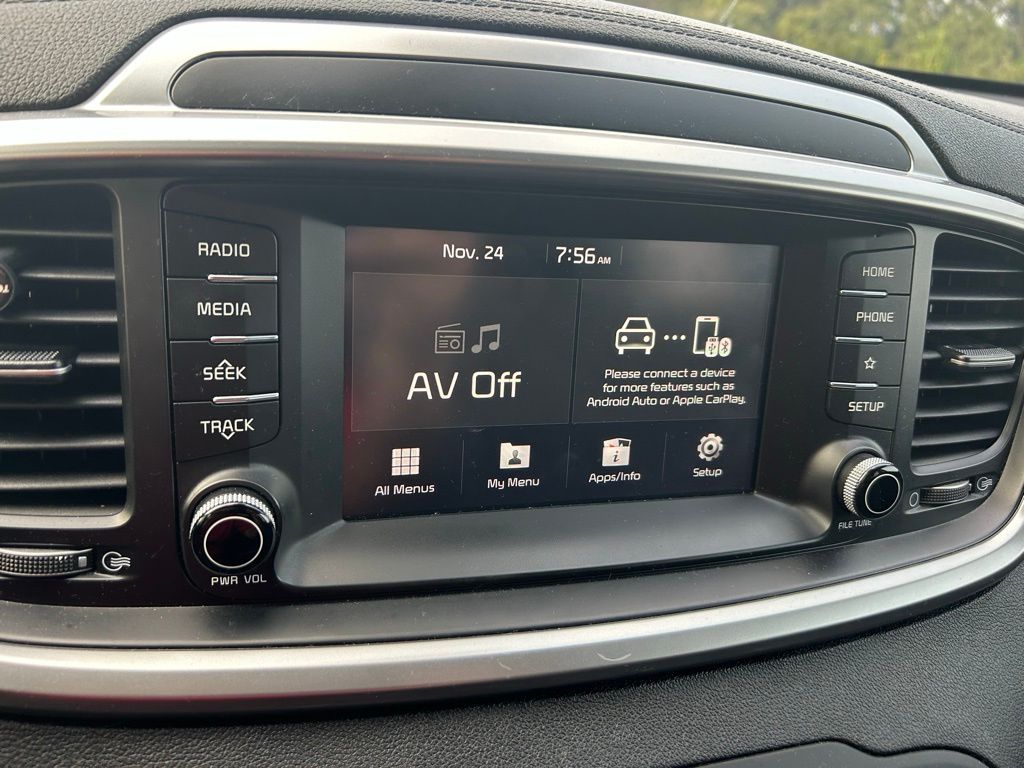 Nov. 24
7:56 AM
RADIO
MEDIA
SEEK
TRACK
PWR VOL
AV Off
Please connect a device
for more features such as
Android Auto or Apple CarPlay.
All Menus
My Menu
Apps/Info
Setup
HOME
PHONE
SETUP
FILE TUNE